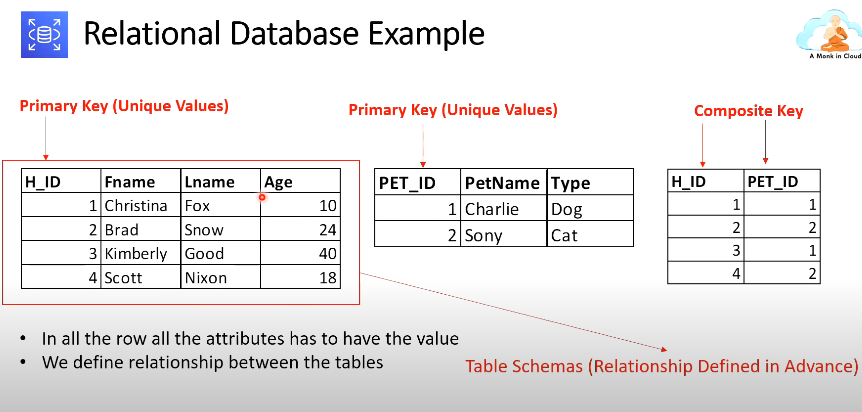 Relational Database Example
A Monk in Cloud
Primary Key (Unique Values)
Primary Key (Unique Values)
Composite Key
H_ID Fname Lname Age
1 Christina Fox 10
2 Brad Snow 24
3 Kimberly Good 40
4 Scott Nixon 18
PET_ID PetName Type
1 Charlie Dog
2 Sony Cat
H_ID PET_ID
1 1
2 2
3 1
4 2
• In all the row all the attributes has to have the value
• We define relationship between the tables
Table Schemas (Relationship Defined in Advance)